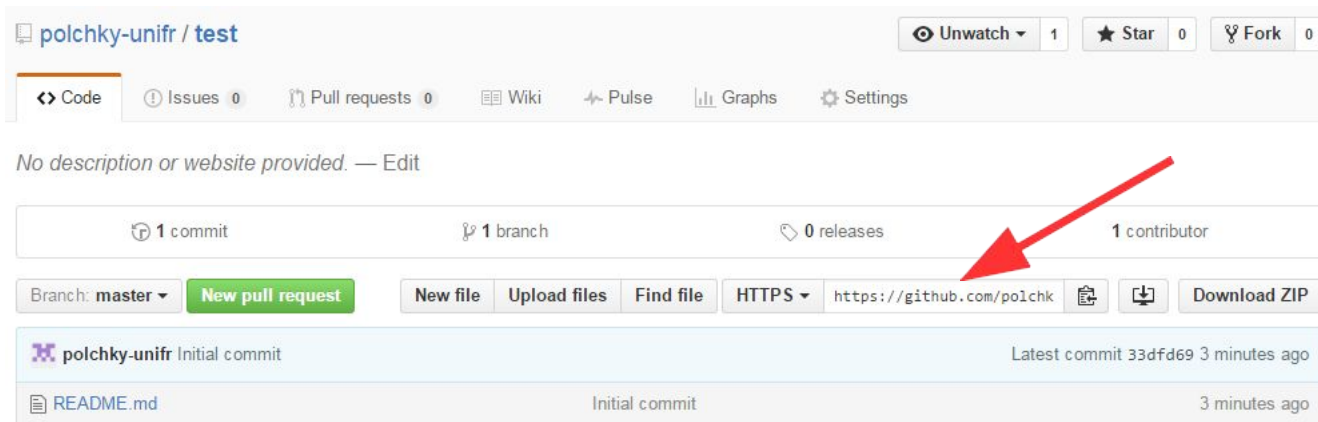 polchky-unifr / test Unwatch 1 Star 0 Fork 0
Code Issues 0 Pull requests 0 Wiki Pulse Graphs Settings
No description or website provided. — Edit
1 commit 1 branch 0 releases 1 contributor
Branch: master New pull request New file Upload files Find file HTTPS https://github.com/polchk Download ZIP
polchky-unifr Initial commit Latest commit 33dfd69 3 minutes ago
README.md Initial commit 3 minutes ago